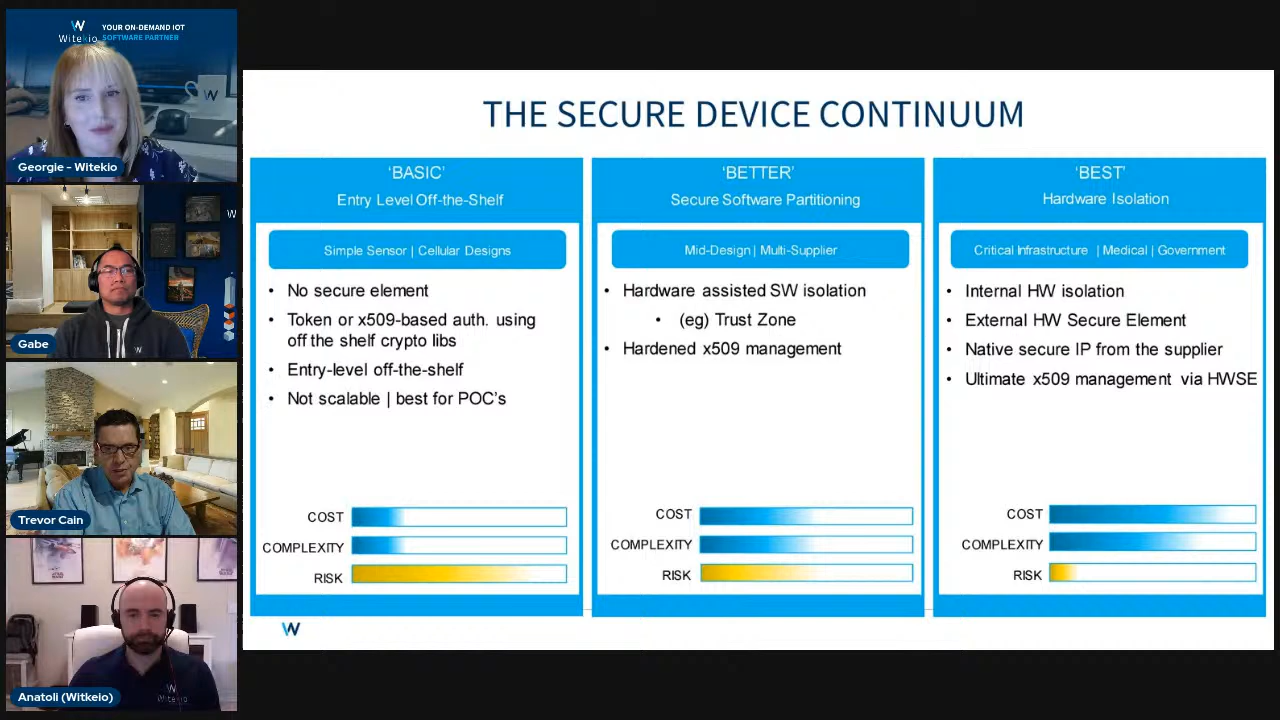 Witekio
YOUR ON-DEMAND IOT
SOFTWARE PARTNER
W
Georgie - Witekio
W
W
Gabe
Trevor Cain
Witekio
Anatoli (Witkeio)
THE SECURE DEVICE CONTINUUM
‘BASIC’
Entry Level Off-the-Shelf
Simple Sensor | Cellular Designs
• No secure element
• Token or x509-based auth. using
off the shelf crypto libs
• Entry-level off-the-shelf
• Not scalable | best for POC’s
COST
COMPLEXITY
RISK
‘BETTER’
Secure Software Partitioning
Mid-Design | Multi-Supplier
• Hardware assisted SW isolation
• (eg) Trust Zone
• Hardened x509 management
COST
COMPLEXITY
RISK
‘BEST’
Hardware Isolation
Critical Infrastructure | Medical | Government
• Internal HW isolation
• External HW Secure Element
• Native secure IP from the supplier
• Ultimate x509 management via HWSE
COST
COMPLEXITY
RISK
W